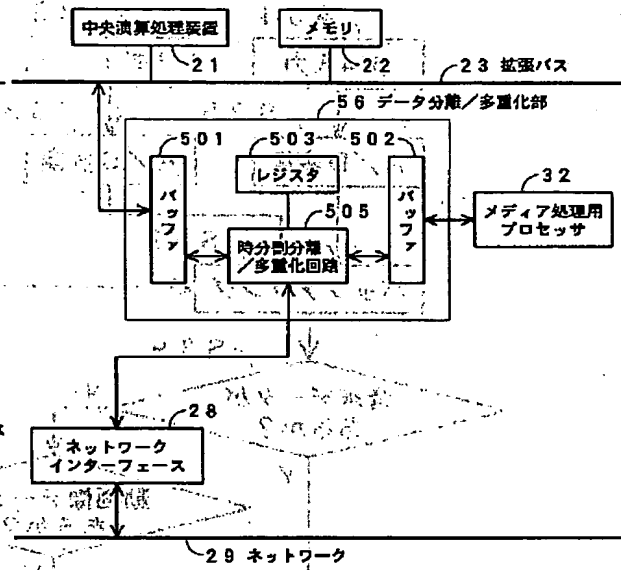 中央演算処理装置
メモリ
21
22
23 拡張バス
56 データ分離/多重化部
501
503
502
レジスタ
バッファ
バッファ
505
時分割分離
/多重化回路
32
メディア処理用
プロセッサ
28
ネットワーク
インターフェース
29 ネットワーク